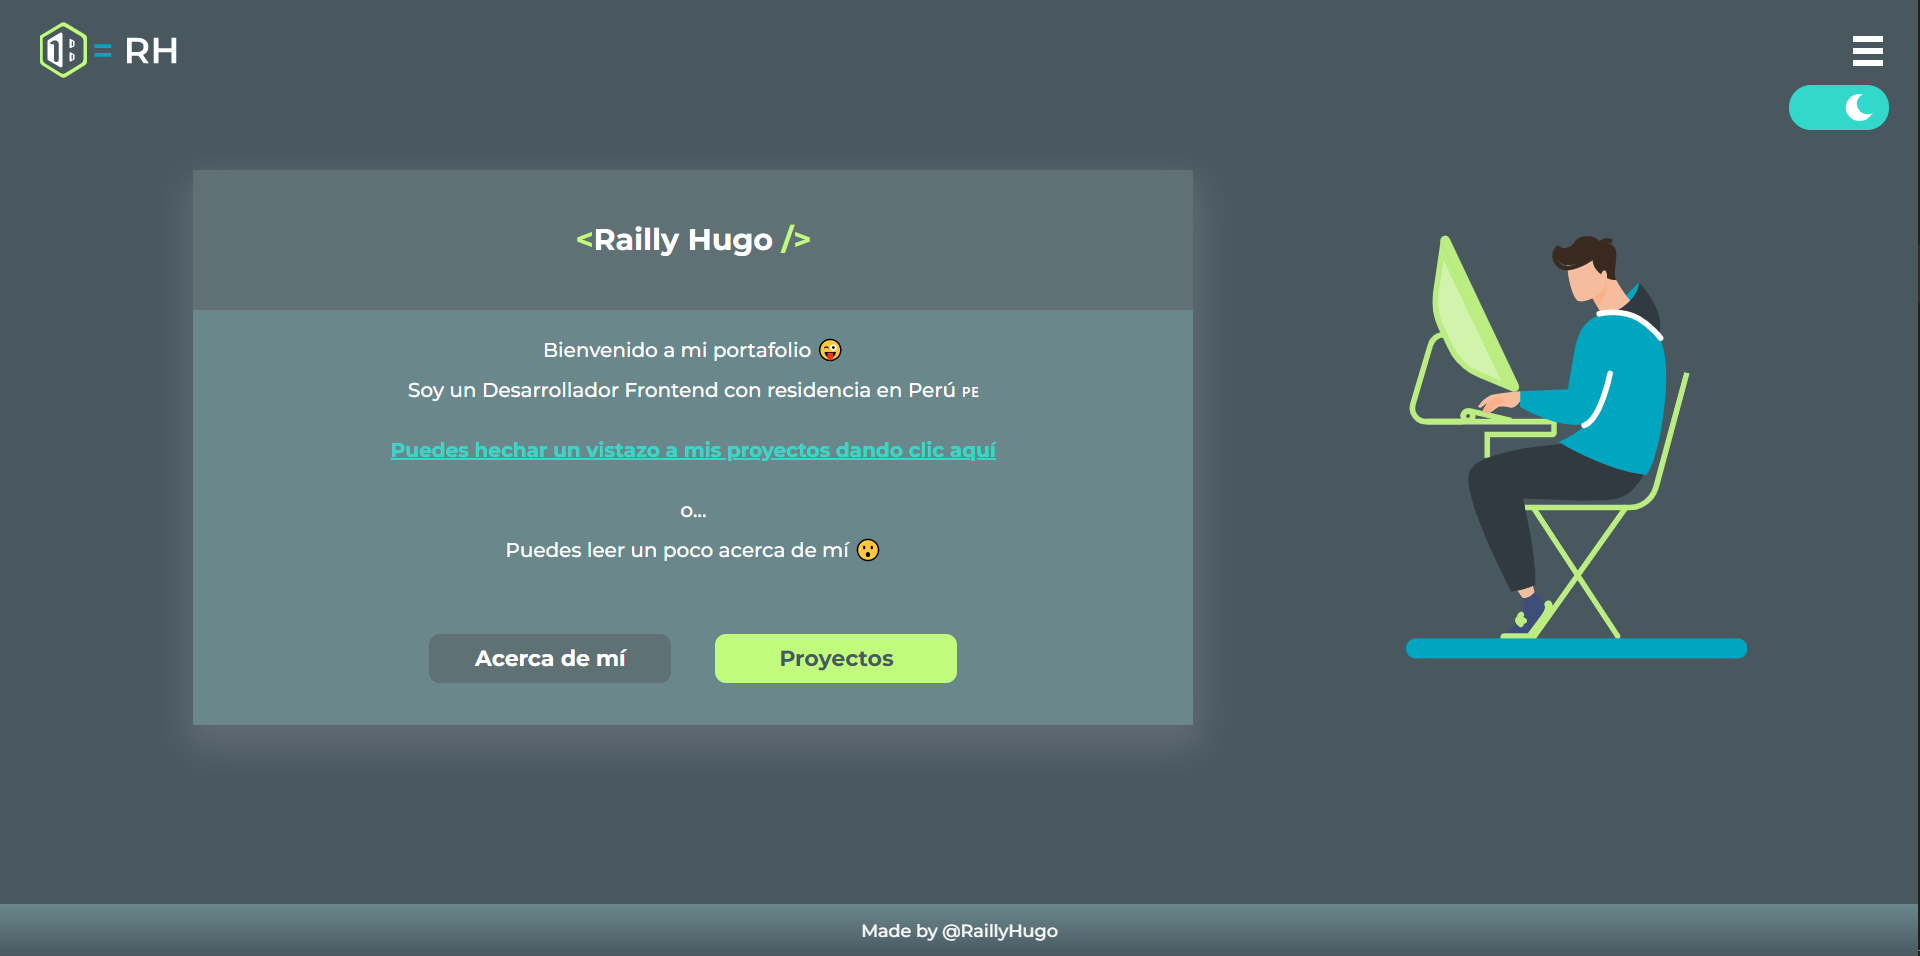 = RH
<Railly Hugo />
Bienvenido a mi portafolio 😜
Soy un Desarrollador Frontend con residencia en Perú PE
Puedes hechar un vistazo a mis proyectos dando clic aquí
o...
Puedes leer un poco acerca de mí 😯
Acerca de mí
Proyectos
Made by @RaillyHugo